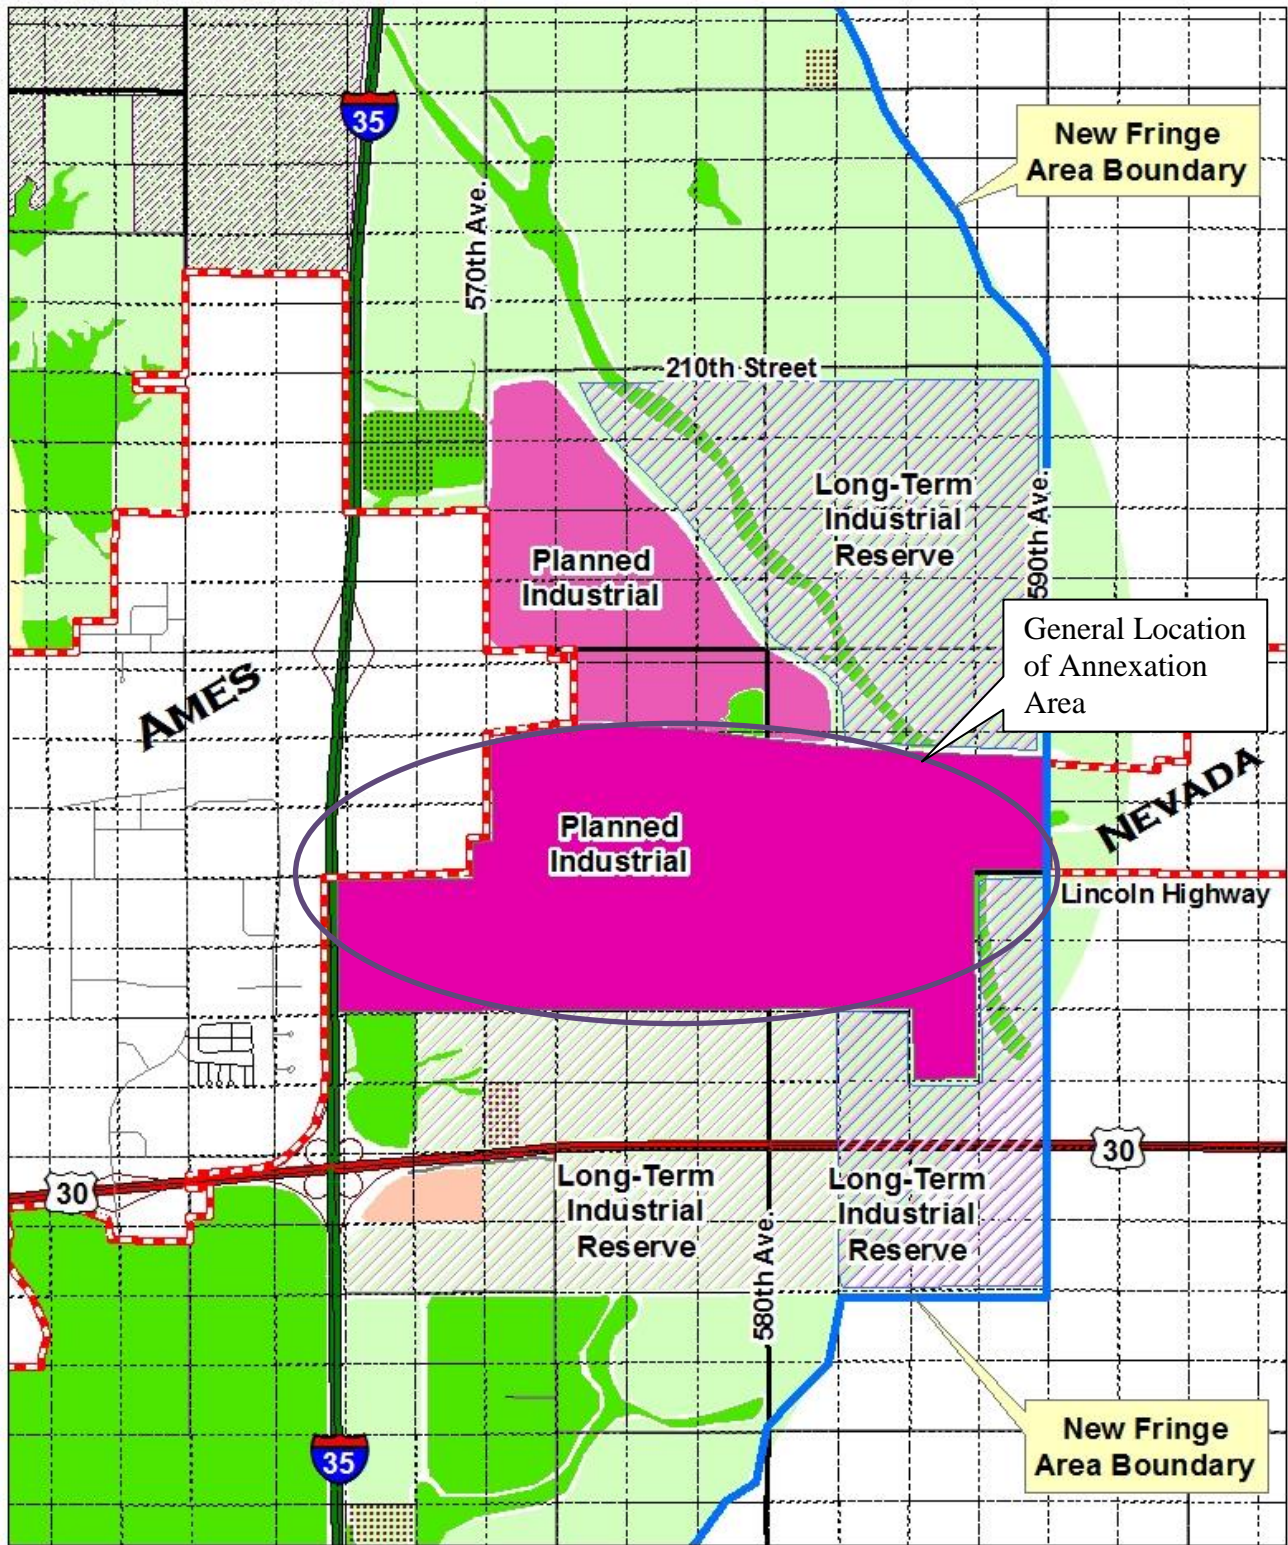 35
New Fringe
Area Boundary
570th Ave.
210th Street
Long-Term
Industrial
Reserve
590th Ave.
Planned
Industrial
General Location
of Annexation
Area
AMES
NEVADA
Planned
Industrial
Lincoln Highway
30
30
Long-Term
Industrial
Reserve
Long-Term
Industrial
Reserve
580th Ave.
New Fringe
Area Boundary
35